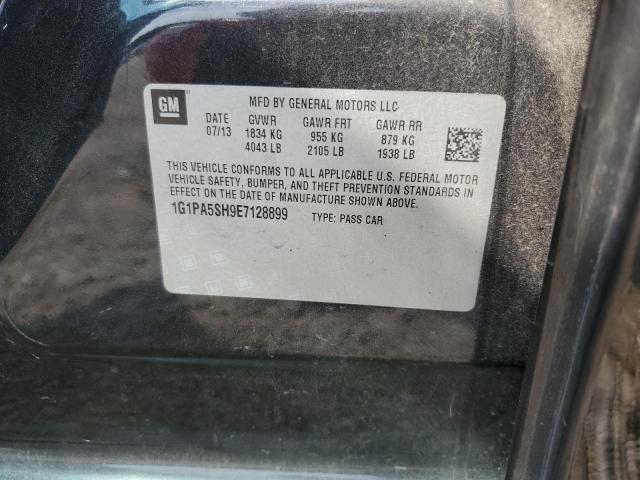 GM
MFD BY GENERAL MOTORS LLC
DATE GVWR GAWR FRT GAWR RR
07/13 1834 KG 955 KG 879 KG
4043 LB 2105 LB 1938 LB
THIS VEHICLE CONFORMS TO ALL APPLICABLE U.S. FEDERAL MOTOR
VEHICLE SAFETY, BUMPER, AND THEFT PREVENTION STANDARDS IN
EFFECT ON THE DATE OF MANUFACTURE SHOWN ABOVE.
1G1PA5SH9E7128899 TYPE: PASS CAR